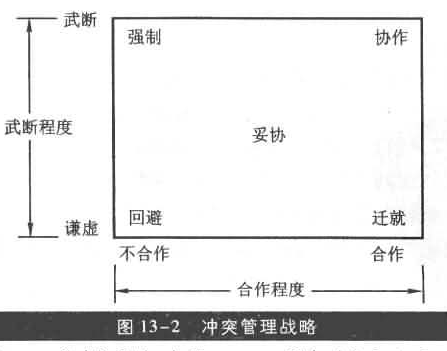 武断
强制 协作
武断程度
妥协
谦虚
回避 迁就
不合作 合作
合作程度
图 13-2 冲突管理战略